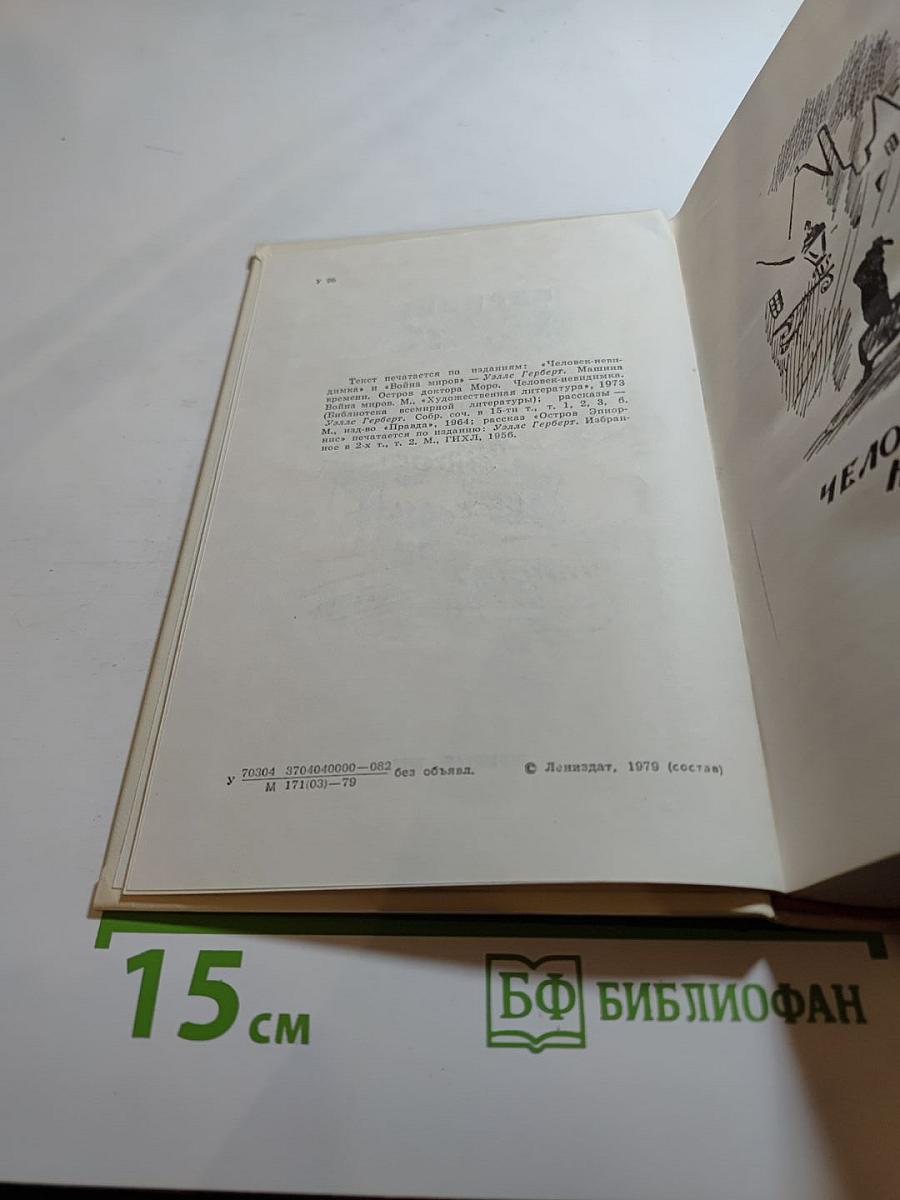 У 96
Текст печатается по изданиям: «Человек-неви-
димка» и «Война миров» — Уэллс Герберт. Машина
времени. Остров доктора Моро. Человек-невидимка.
Война миров. М., «Художественная литература», 1973
(Библиотека всемирной литературы); рассказы —
Уэллс Герберт. Собр. соч. в 15-ти т., т. 1, 2, 3, 6.
М., изд-во «Правда», 1964; рассказ «Остров Эпиор-
нис» печатается по изданию: Уэллс Герберт. Избран-
ное в 2-х т., т. 2. М., ГИХЛ, 1956.
У 70304 3704040000—082 без объявл.
М 171(03)—79
© Лениздат, 1979 (состав)
ЧЕЛО
Н
15 см
БФ БИБЛИОФАН